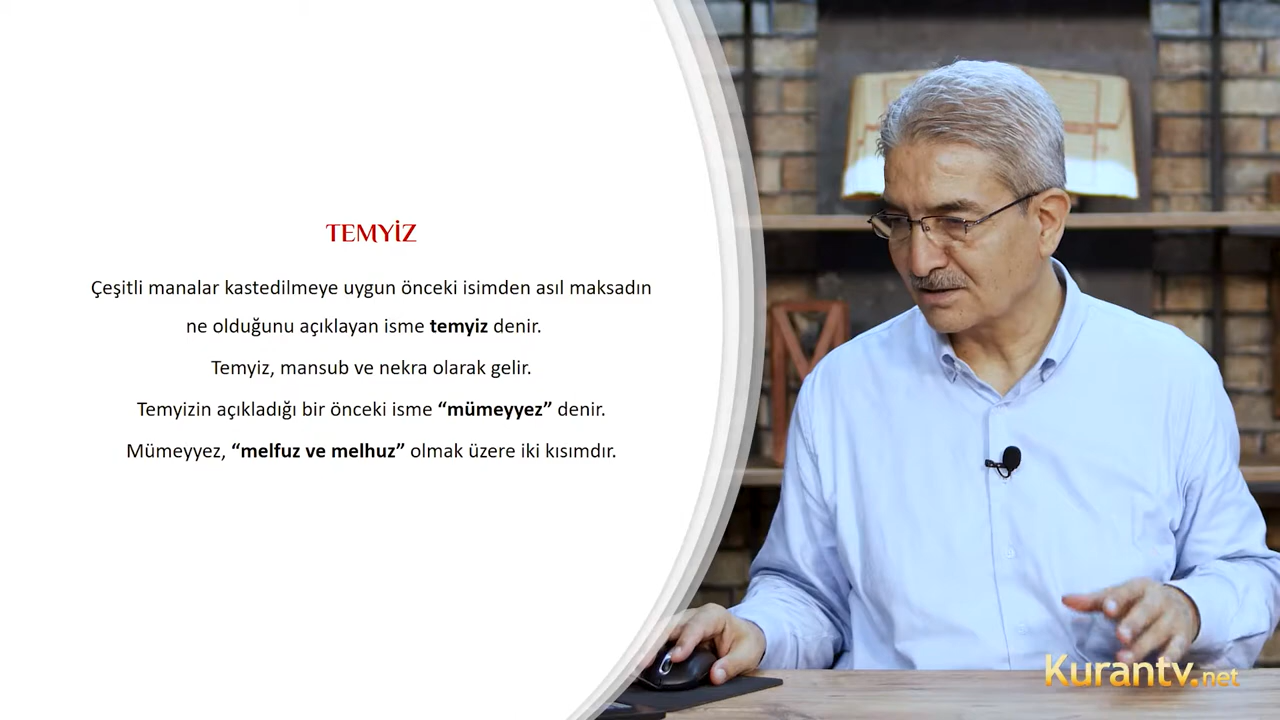 TEMYİZ
Çeşitli manalar kastedilmeye uygun önceki isimden asıl maksadın
ne olduğunu açıklayan isme temyiz denir.
Temyiz, mansub ve nekra olarak gelir.
Temyizin açıkladığı bir önceki isme “mümeyyez” denir.
Mümeyyez, “melfuz ve melhuz” olmak üzere iki kısımdır.
Kurantv.net